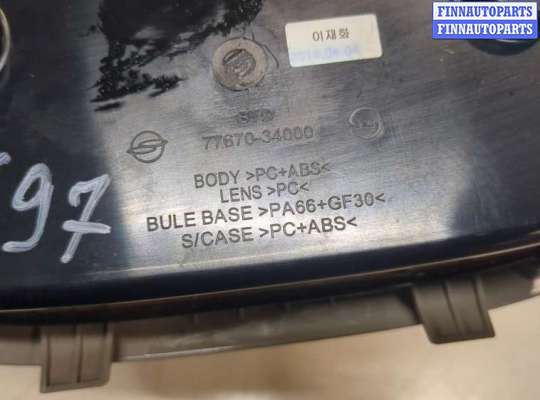 FINNAUTOPARTS
FINNAUTOPARTS
이재화
77670-34000
BODY >PC+ABS<
LENS >PC<
BULE BASE >PA66+GF30<
S/CASE >PC+ABS<
97